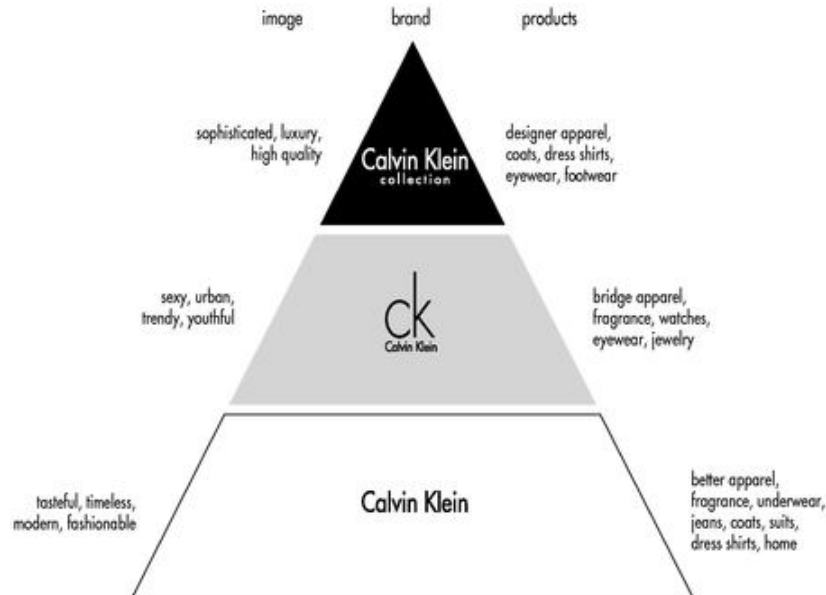 image brand products
sophisticated, luxury,
high quality
Calvin Klein
collection
designer apparel,
coats, dress shirts,
eyewear, footwear
sexy, urban,
trendy, youthful
ck
Calvin Klein
bridge apparel,
fragrance, watches,
eyewear, jewelry
tasteful, timeless,
modern, fashionable
Calvin Klein
better apparel,
fragrance, underwear,
jeans, coats, suits,
dress shirts, home